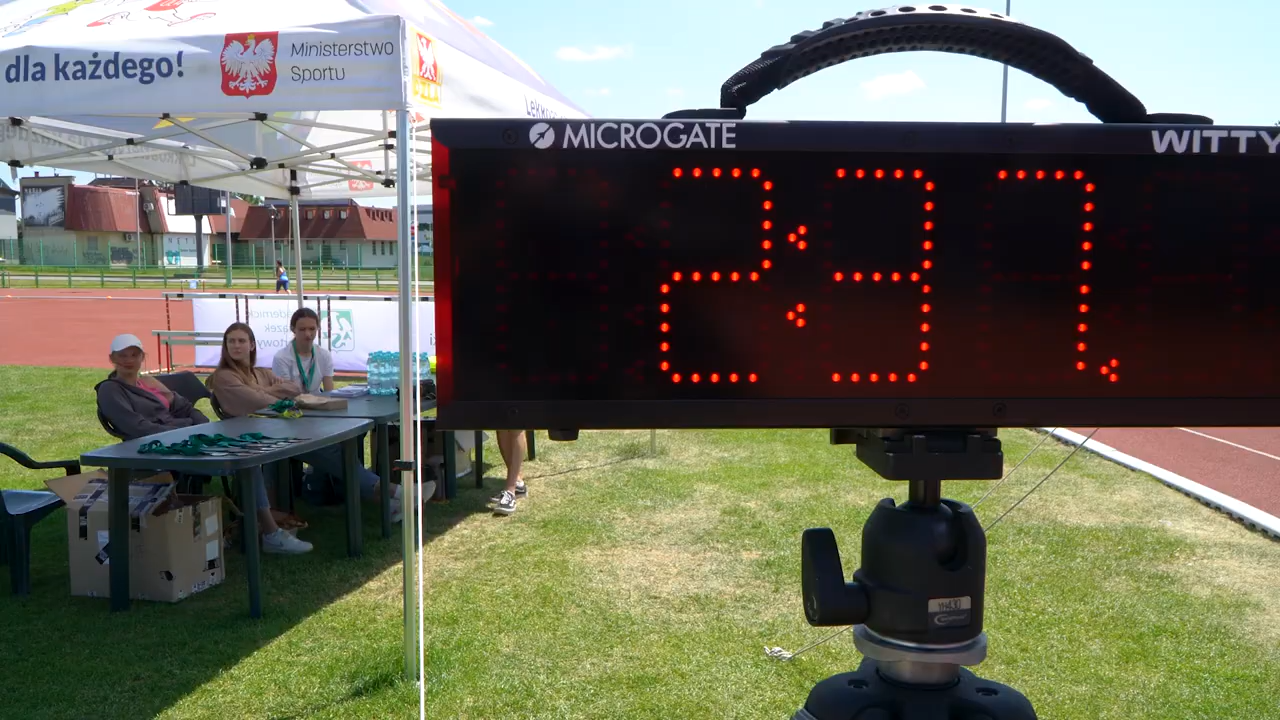 dla każdego!
Ministerstwo
Sportu
MICROGATE
WITTY
2:37.